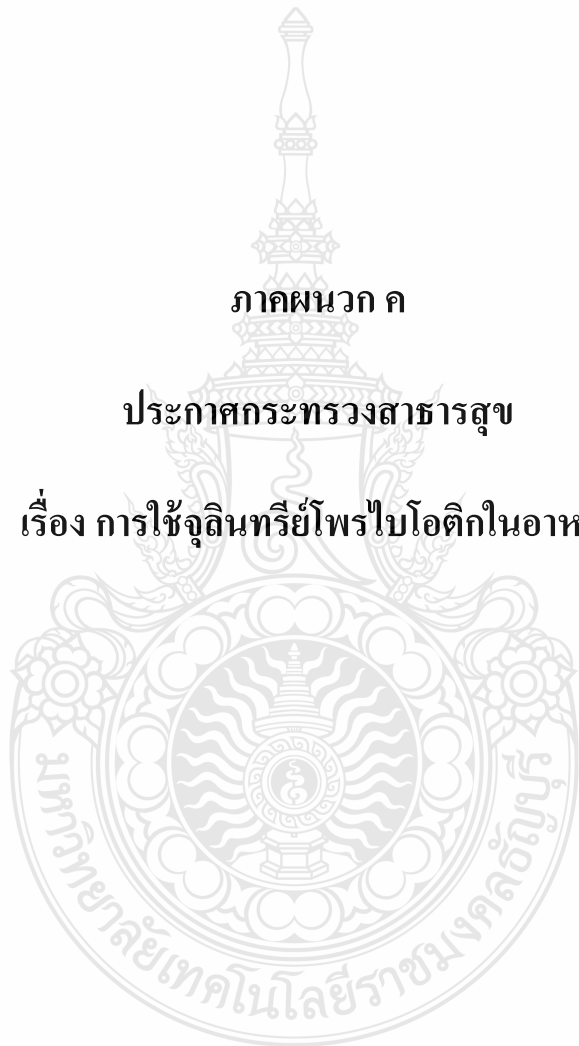 ภาคผนวก ค
ประกาศกระทรวงสาธารสุข
เรื่อง การใช้จุลินทรีย์โพรไบโอติกในอาห
มหาวิทยาลัยเทคโนโลยีราชมงคลธัญบุรี